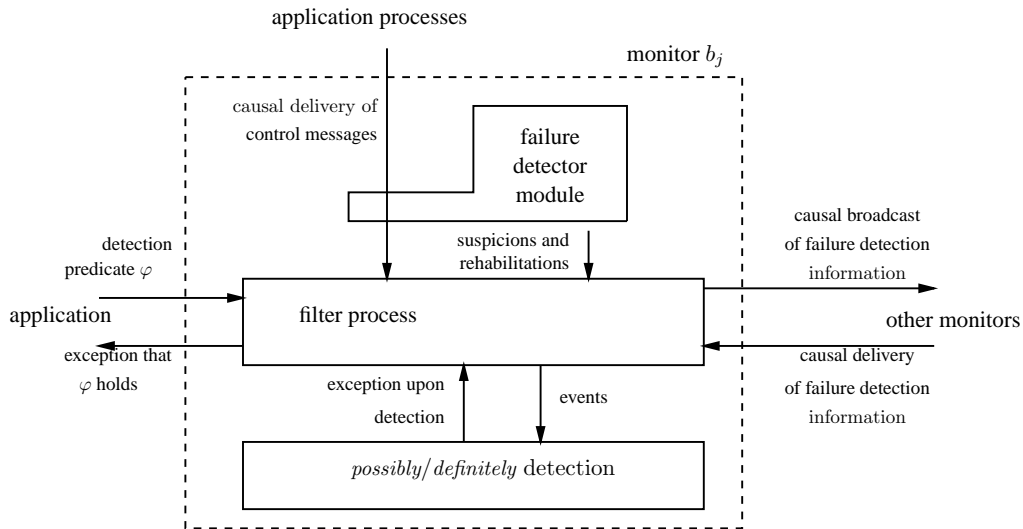 application processes
monitor b_j
causal delivery of
control messages
failure
detector
module
suspicions and
rehabilitations
detection
predicate φ
causal broadcast
of failure detection
information
application
filter process
other monitors
exception that
φ holds
exception upon
detection
events
causal delivery
of failure detection
information
possibly/definitely detection